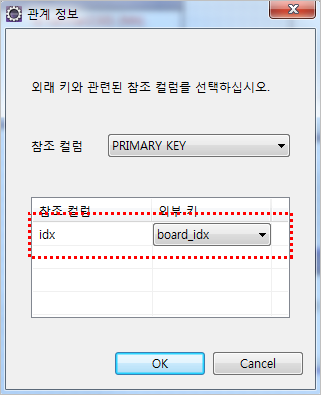 관계 정보
외래 키와 관련된 참조 컬럼를 선택하십시오.
참조 컬럼 PRIMARY KEY
참조 컬럼 외부 키
idx board_idx
OK Cancel